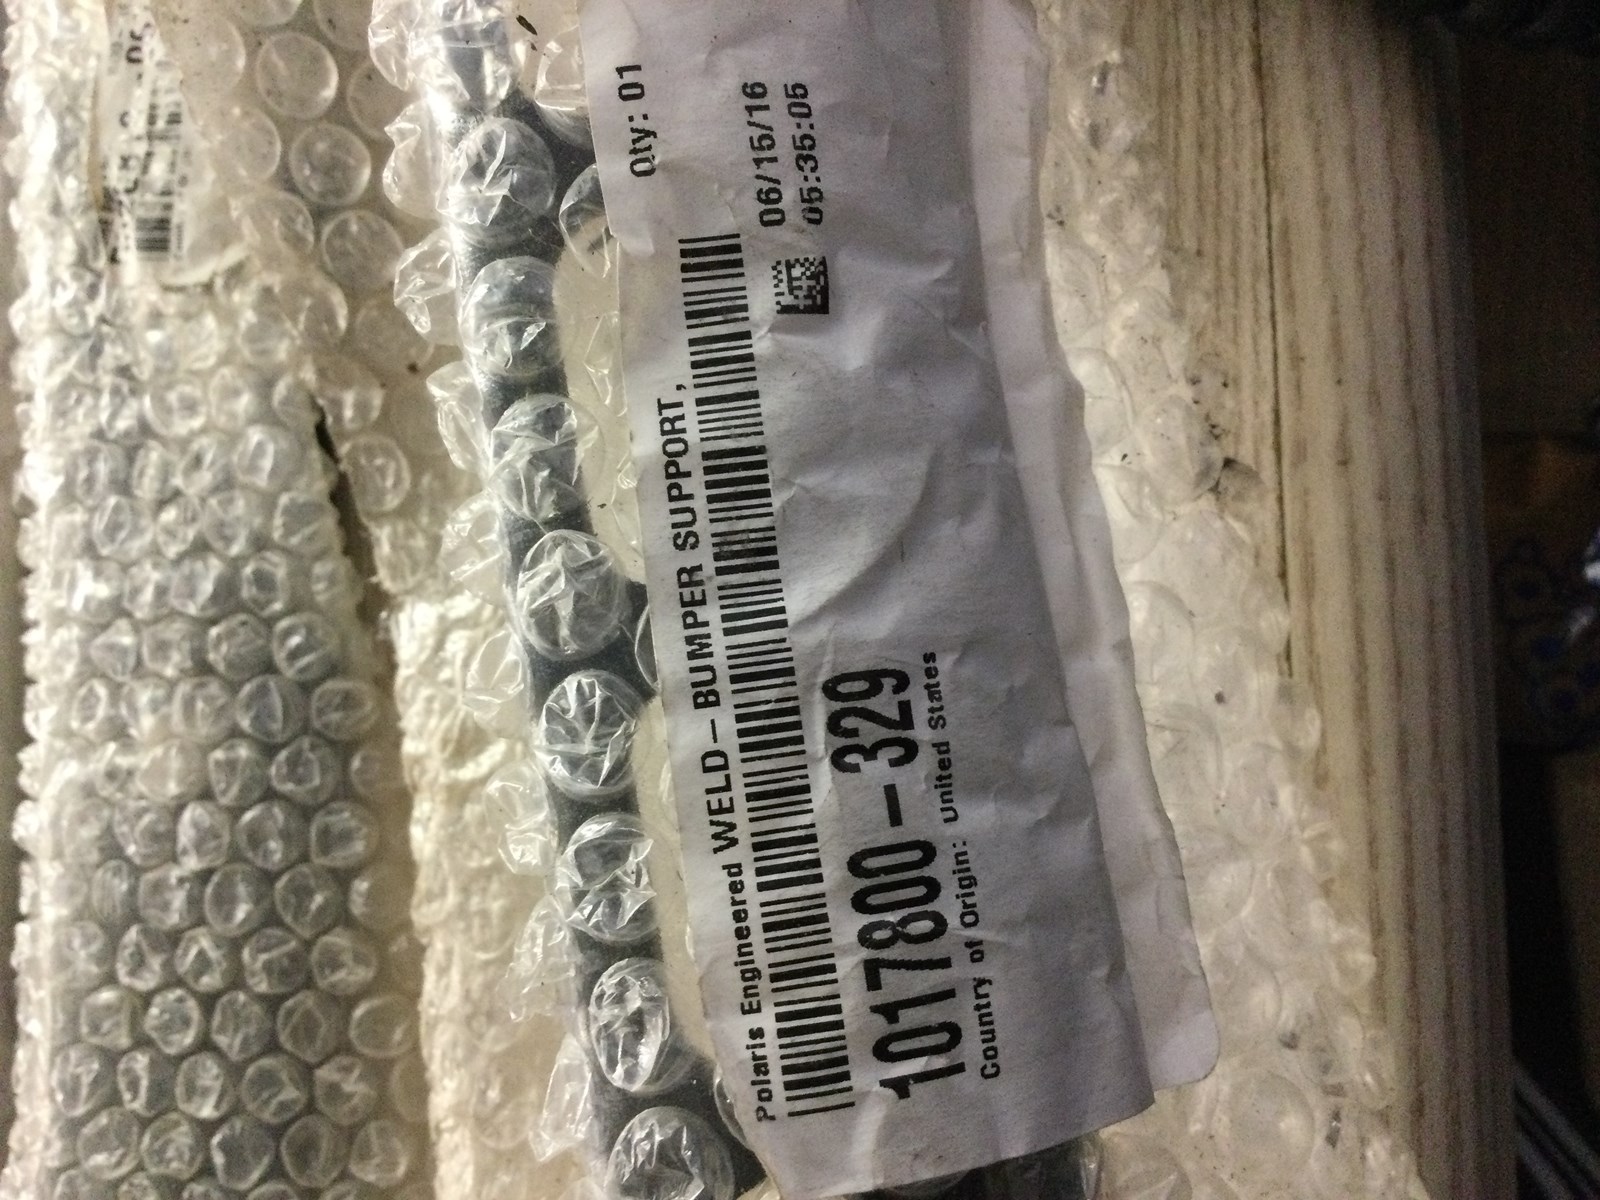 Polaris Engineered WELD-BUMPER SUPPORT,
Qty: 01
1017800-329
Country of Origin: United States
06/15/16
05:35:05